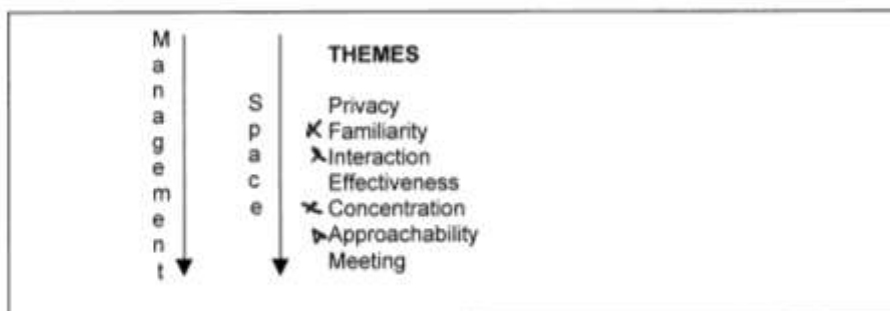 Management
Space
THEMES
Privacy
Familiarity
Interaction
Effectiveness
Concentration
Approachability
Meeting